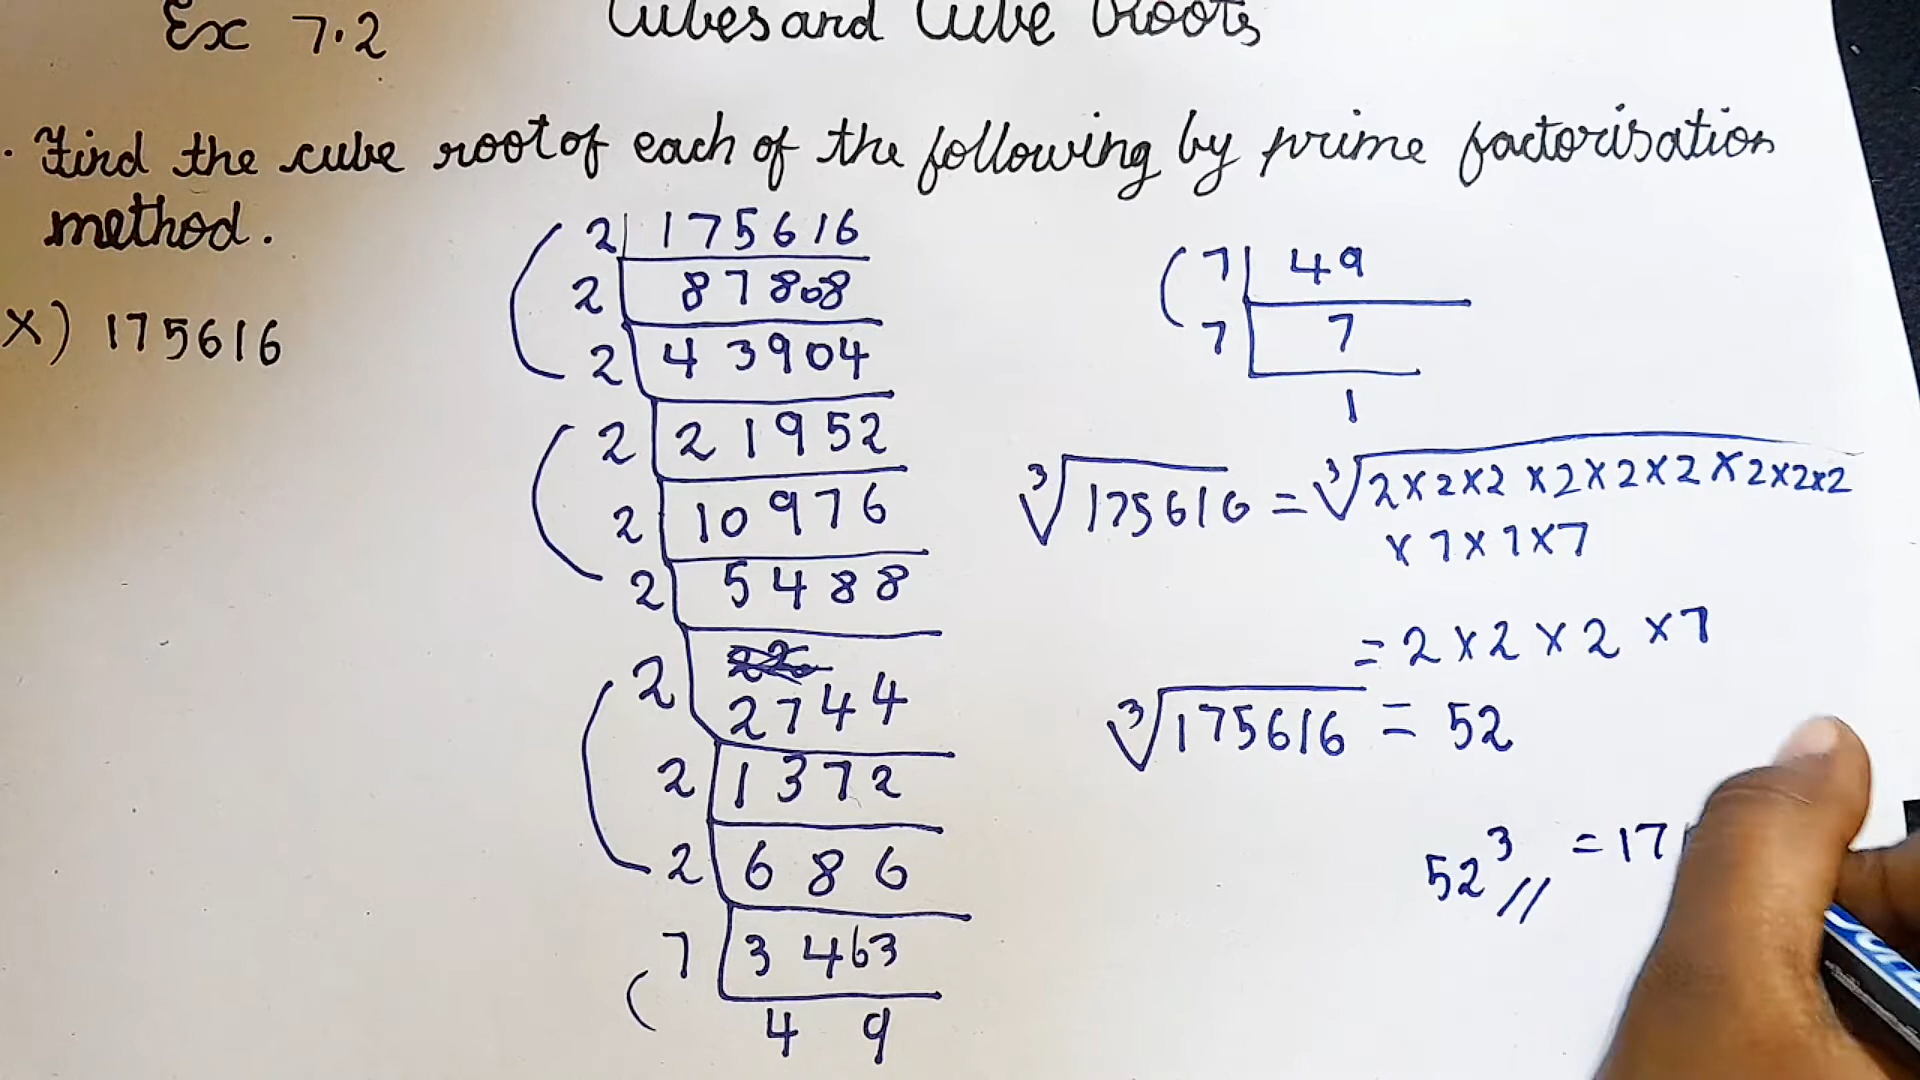 Ex 7.2
Cubes and Cube Roots
. Find the cube root of each of the following by prime factorisation
method.
x) 175616
2 | 175616
2 | 87808
2 | 43904
2 | 21952
2 | 10976
2 | 5488
2 | 2744
2 | 1372
2 | 686
7 | 3463
49
7 | 49
7 | 7
1
∛175616 = ∛2×2×2×2×2×2×2×2×2
×7×7×7
= 2×2×2×7
∛175616 = 52
52³ = 17